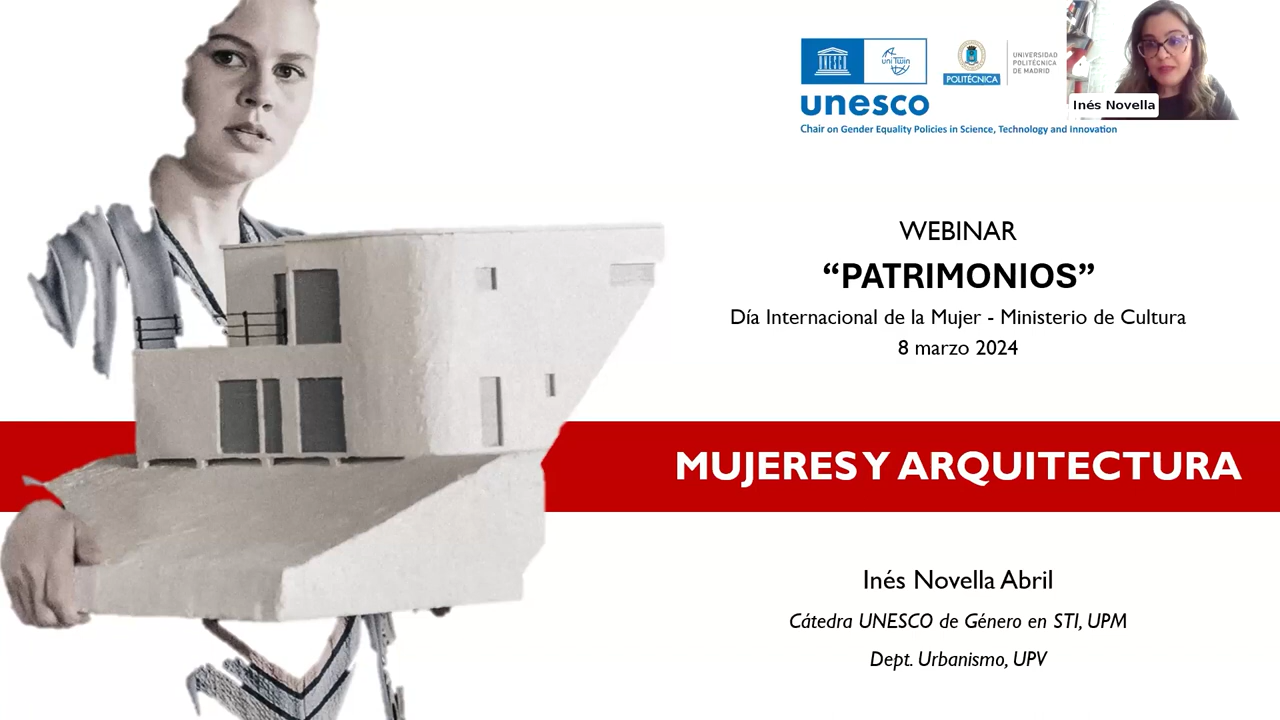 uni Twin
POLITÉCNICA
UNIVERSIDAD
POLITÉCNICA
DE MADRID
unesco
Chair on Gender Equality Policies in Science, Technology and Innovation
Inés Novella
WEBINAR
“PATRIMONIOS”
Día Internacional de la Mujer - Ministerio de Cultura
8 marzo 2024
MUJERES Y ARQUITECTURA
Inés Novella Abril
Cátedra UNESCO de Género en STI, UPM
Dept. Urbanismo, UPV